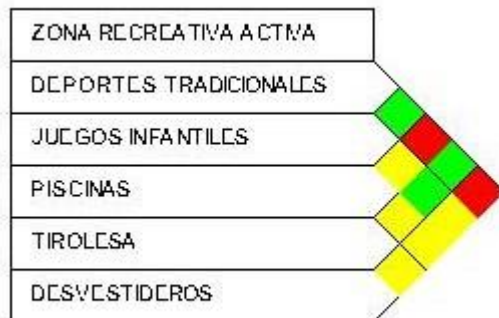 ZONA RECREATIVA ACTIVA
DEPORTES TRADICIONALES
JUEGOS INFANTILES
PISCINAS
TIROLESA
DESVESTIDEROS